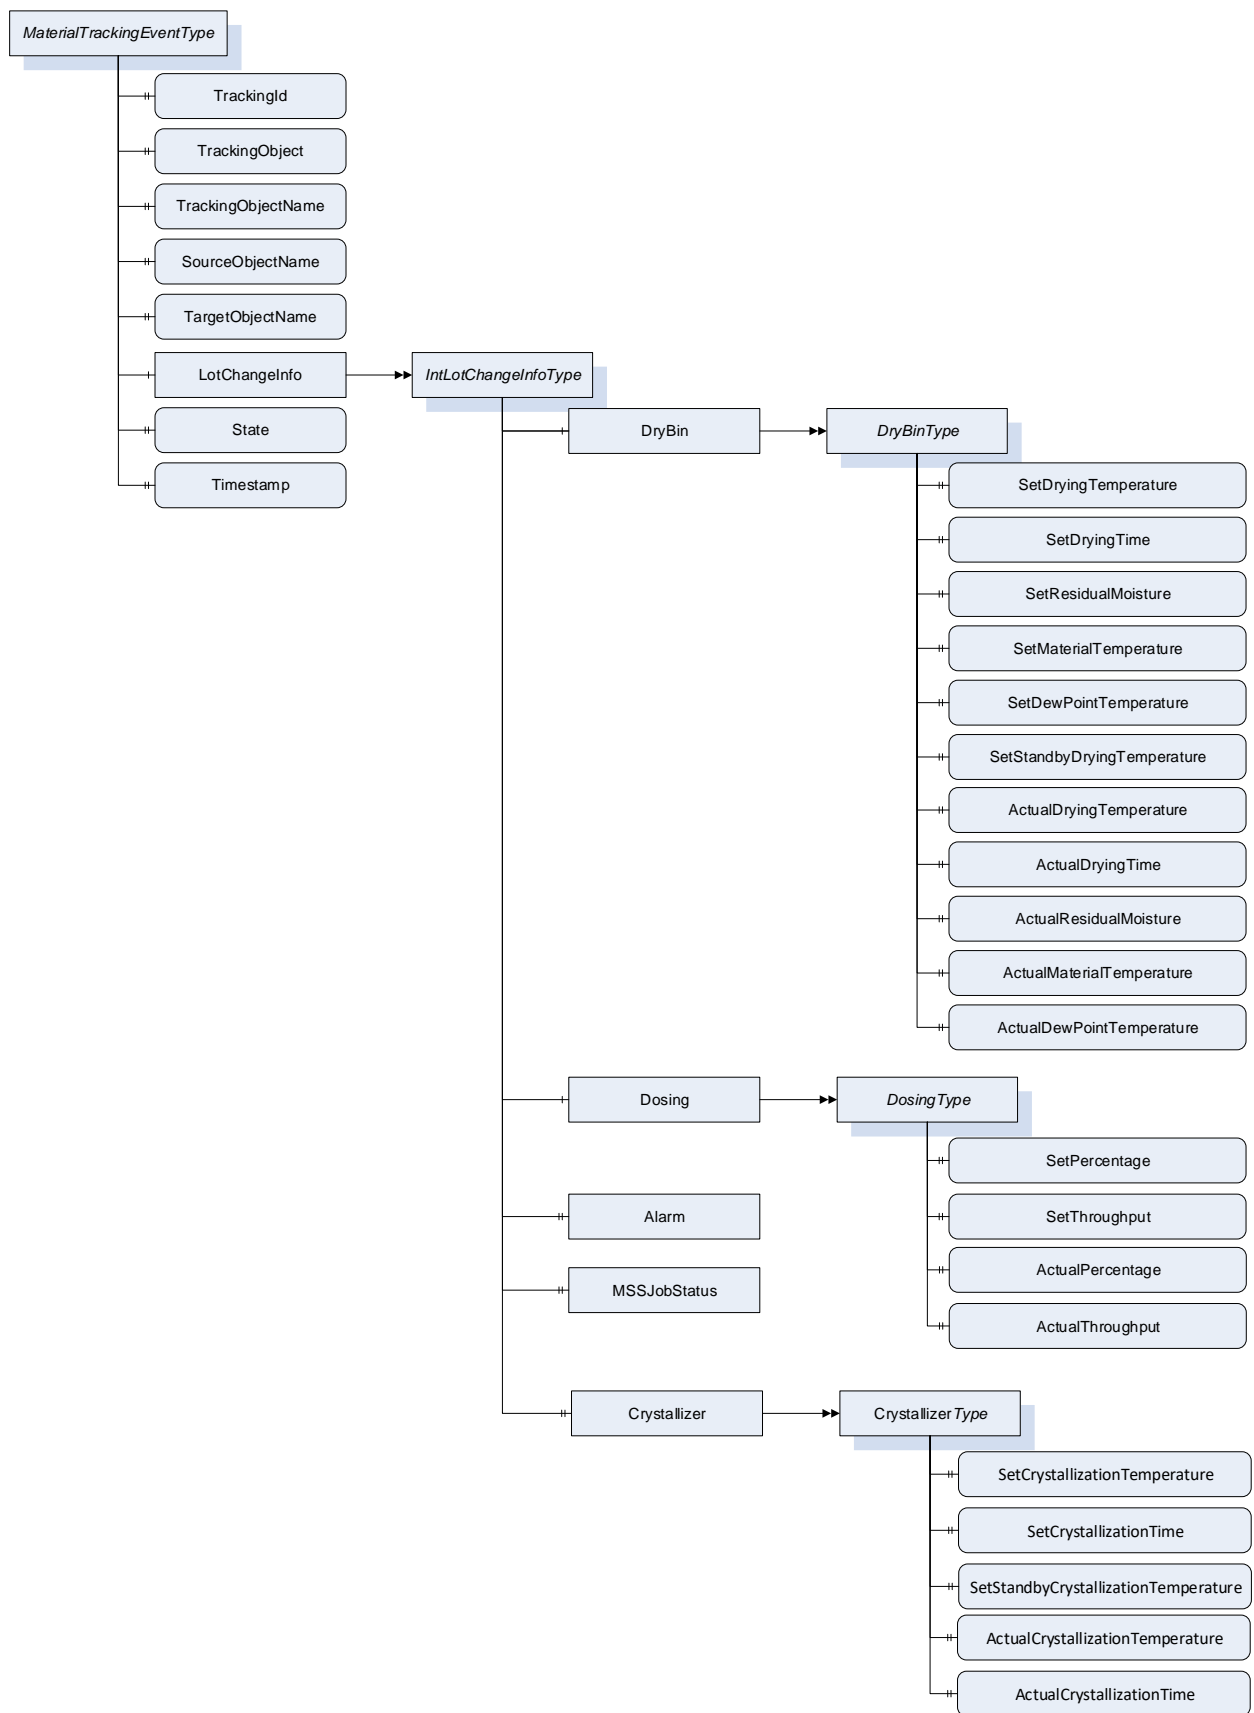 MaterialTrackingEventType
TrackingId
TrackingObject
TrackingObjectName
SourceObjectName
TargetObjectName
LotChangeInfo
IntLotChangeInfoType
State
DryBin
DryBinType
Timestamp
SetDryingTemperature
SetDryingTime
SetResidualMoisture
SetMaterialTemperature
SetDewPointTemperature
SetStandbyDryingTemperature
ActualDryingTemperature
ActualDryingTime
ActualResidualMoisture
ActualMaterialTemperature
ActualDewPointTemperature
Dosing
DosingType
SetPercentage
Alarm
SetThroughput
ActualPercentage
MSSJobStatus
ActualThroughput
Crystallizer
CrystallizerType
SetCrystallizationTemperature
SetCrystallizationTime
SetStandbyCrystallizationTemperature
ActualCrystallizationTemperature
ActualCrystallizationTime